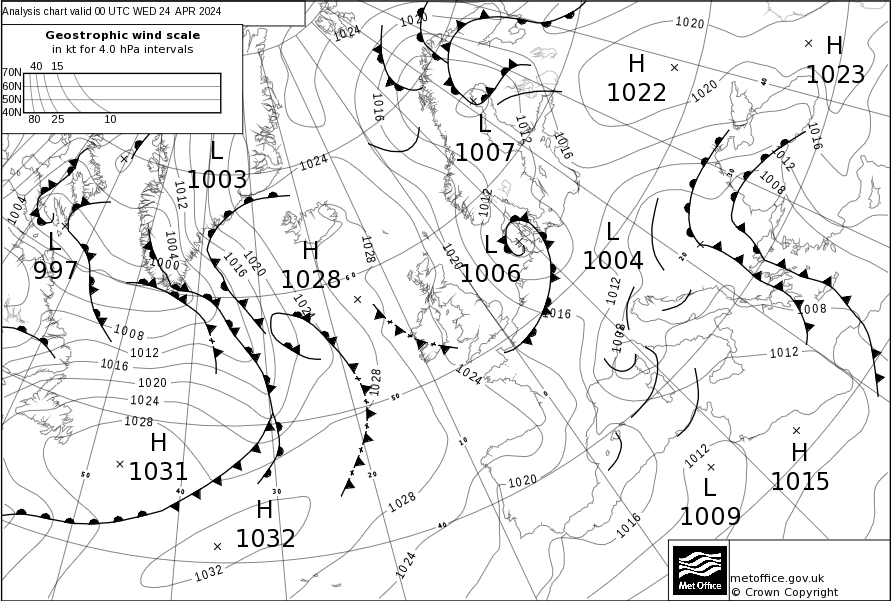 Analysis chart valid 00 UTC WED 24 APR 2024
Geostrophic wind scale
in kt for 4.0 hPa intervals
40 15
70N
60N
50N
40N
80 25 10
1024
1020
1020
H
1022
H
1023
1020
40
1016
1012
1016
1016
1012
1008
30
L
1007
L
1003
1024
1012
1004
1012
L
997
1004
1000
1016
1020
H
1028
1028
60
1020
L
1006
L
1004
20
1012
1024
1016
1008
1008
1008
1012
1012
1016
1020
1024
1028
1028
1024
50
0
H
1031
50
40
30
20
10
1020
1012
H
1015
L
1009
H
1032
1028
40
1016
1032
1024
Met Office
metoffice.gov.uk
© Crown Copyright